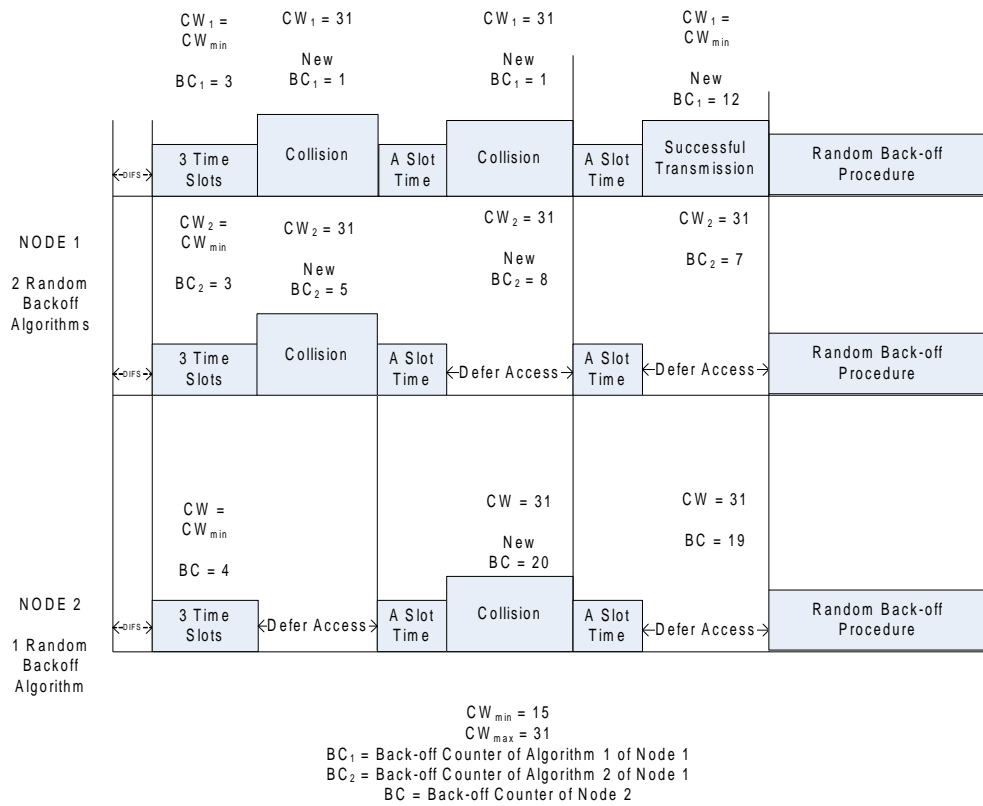 CW1 =
CWmin
BC1 = 3
CW1 = 31
New
BC1 = 1
CW1 = 31
New
BC1 = 1
CW1 =
CWmin
New
BC1 = 12
DIFS
3 Time
Slots
Collision
A Slot
Time
Collision
A Slot
Time
Successful
Transmission
Random Back-off
Procedure
NODE 1
2 Random
Backoff
Algorithms
CW2 =
CWmin
BC2 = 3
CW2 = 31
New
BC2 = 5
CW2 = 31
New
BC2 = 8
CW2 = 31
BC2 = 7
DIFS
3 Time
Slots
Collision
A Slot
Time
Defer Access
A Slot
Time
Defer Access
Random Back-off
Procedure
CW =
CWmin
BC = 4
CW = 31
New
BC = 20
CW = 31
BC = 19
NODE 2
1 Random
Backoff
Algorithm
DIFS
3 Time
Slots
Defer Access
A Slot
Time
Collision
A Slot
Time
Defer Access
Random Back-off
Procedure
CWmin = 15
CWmax = 31
BC1 = Back-off Counter of Algorithm 1 of Node 1
BC2 = Back-off Counter of Algorithm 2 of Node 1
BC = Back-off Counter of Node 2